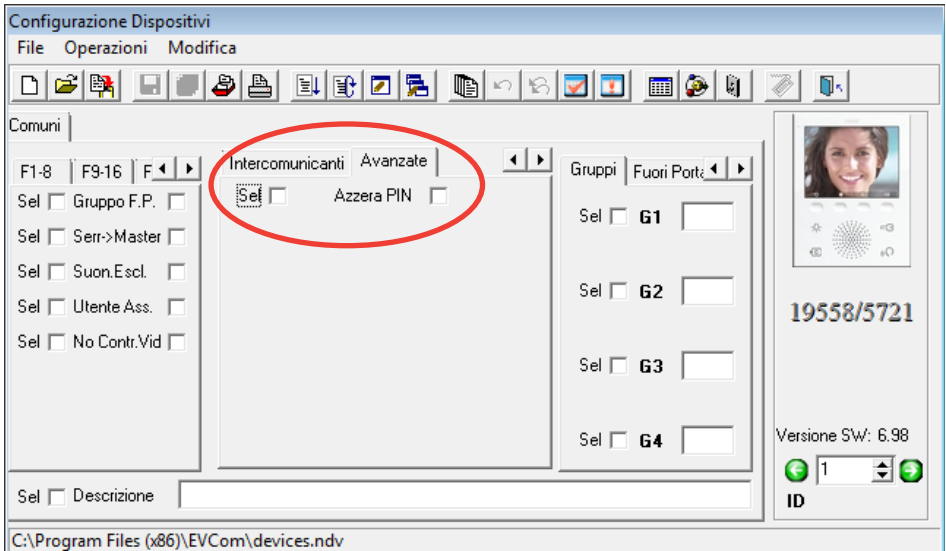 Configurazione Dispositivi
File Operazioni Modifica
Comuni
F1-8 F9-16 F
Sel Gruppo F.P.
Sel Serr->Master
Sel Suon.Escl.
Sel Utente Ass.
Sel No Contr.Vid
Intercomunicanti Avanzate
Sel Azzera PIN
Gruppi Fuori Porta
Sel G1
Sel G2
Sel G3
Sel G4
19558/5721
Versione SW: 6.98
1
ID
Sel Descrizione
C:\Program Files (x86)\EVCom\devices.ndv